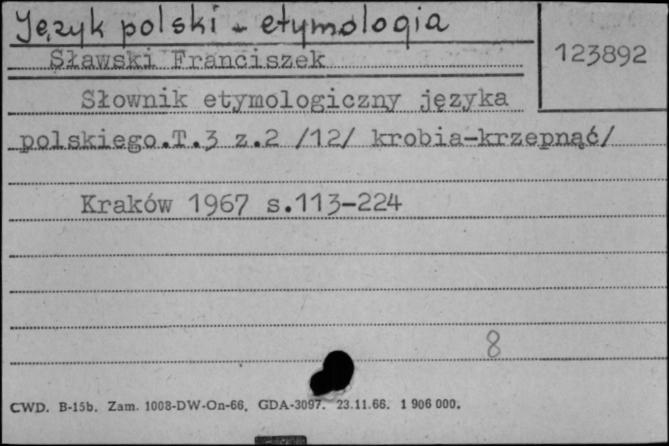 Język polski - etymologia
123892
Sławski Franciszek
Słownik etymologiczny języka
polskiego.T.3 z.2 /12/ krobia-krzepnąć/
Kraków 1967 s.113-224
8
CWD. B-15b. Zam. 1008-DW-On-66. GDA-3097. 23.11.66. 1 906 000.